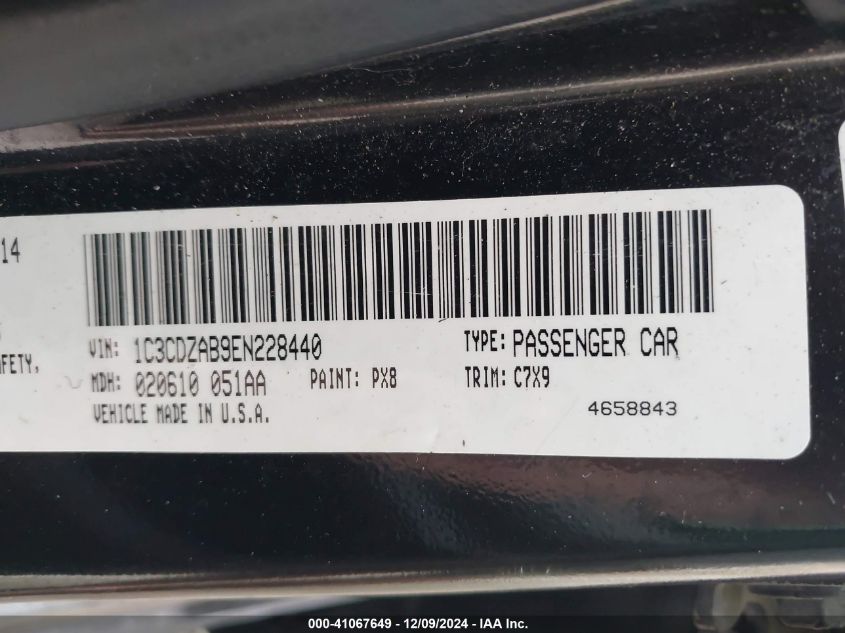 14
VIN: 1C3CDZAB9EN228440 TYPE: PASSENGER CAR
AFETY,
MDH: 020610 051AA PAINT: PX8 TRIM: C7X9
VEHICLE MADE IN U.S.A. 4658843
000-41067649 - 12/09/2024 - IAA Inc.